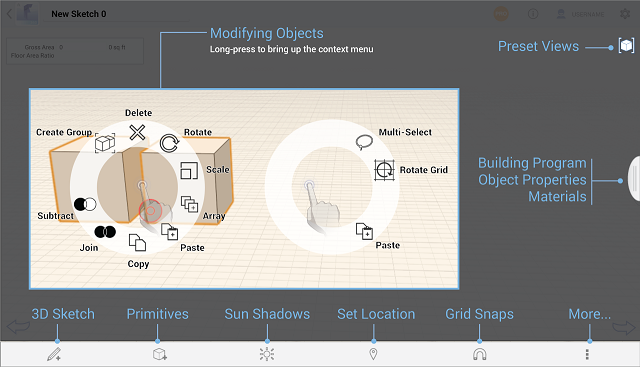 New Sketch 0
Modifying Objects
Long-press to bring up the context menu
Preset Views
Gross Area 0 0 sq ft
Floor Area Ratio
Delete
Create Group
Rotate
Scale
Subtract
Array
Join
Paste
Copy
Multi-Select
Rotate Grid
Paste
Building Program
Object Properties
Materials
3D Sketch
Primitives
Sun Shadows
Set Location
Grid Snaps
More...